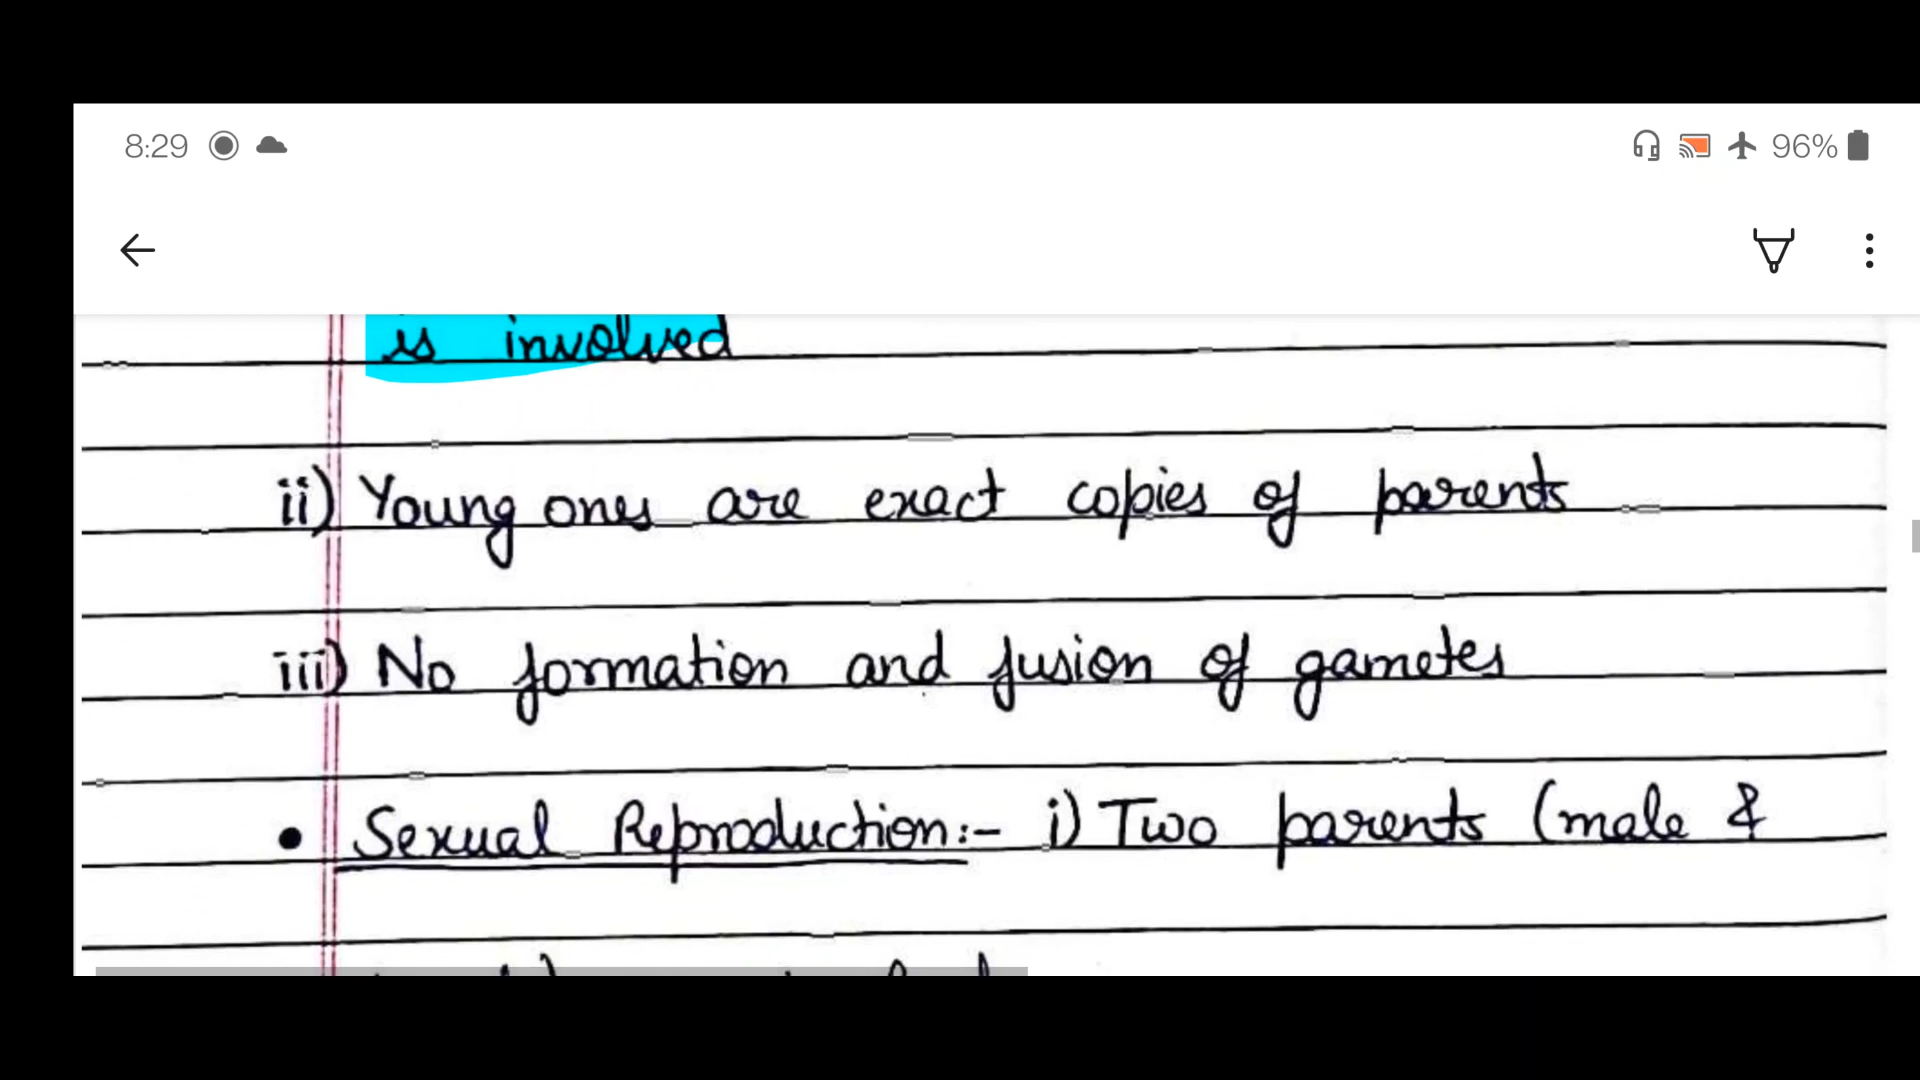 8:29
96%
is involved
ii) Young ones are exact copies of parents
iii) No formation and fusion of gametes
• Sexual Reproduction:- i) Two parents (male &